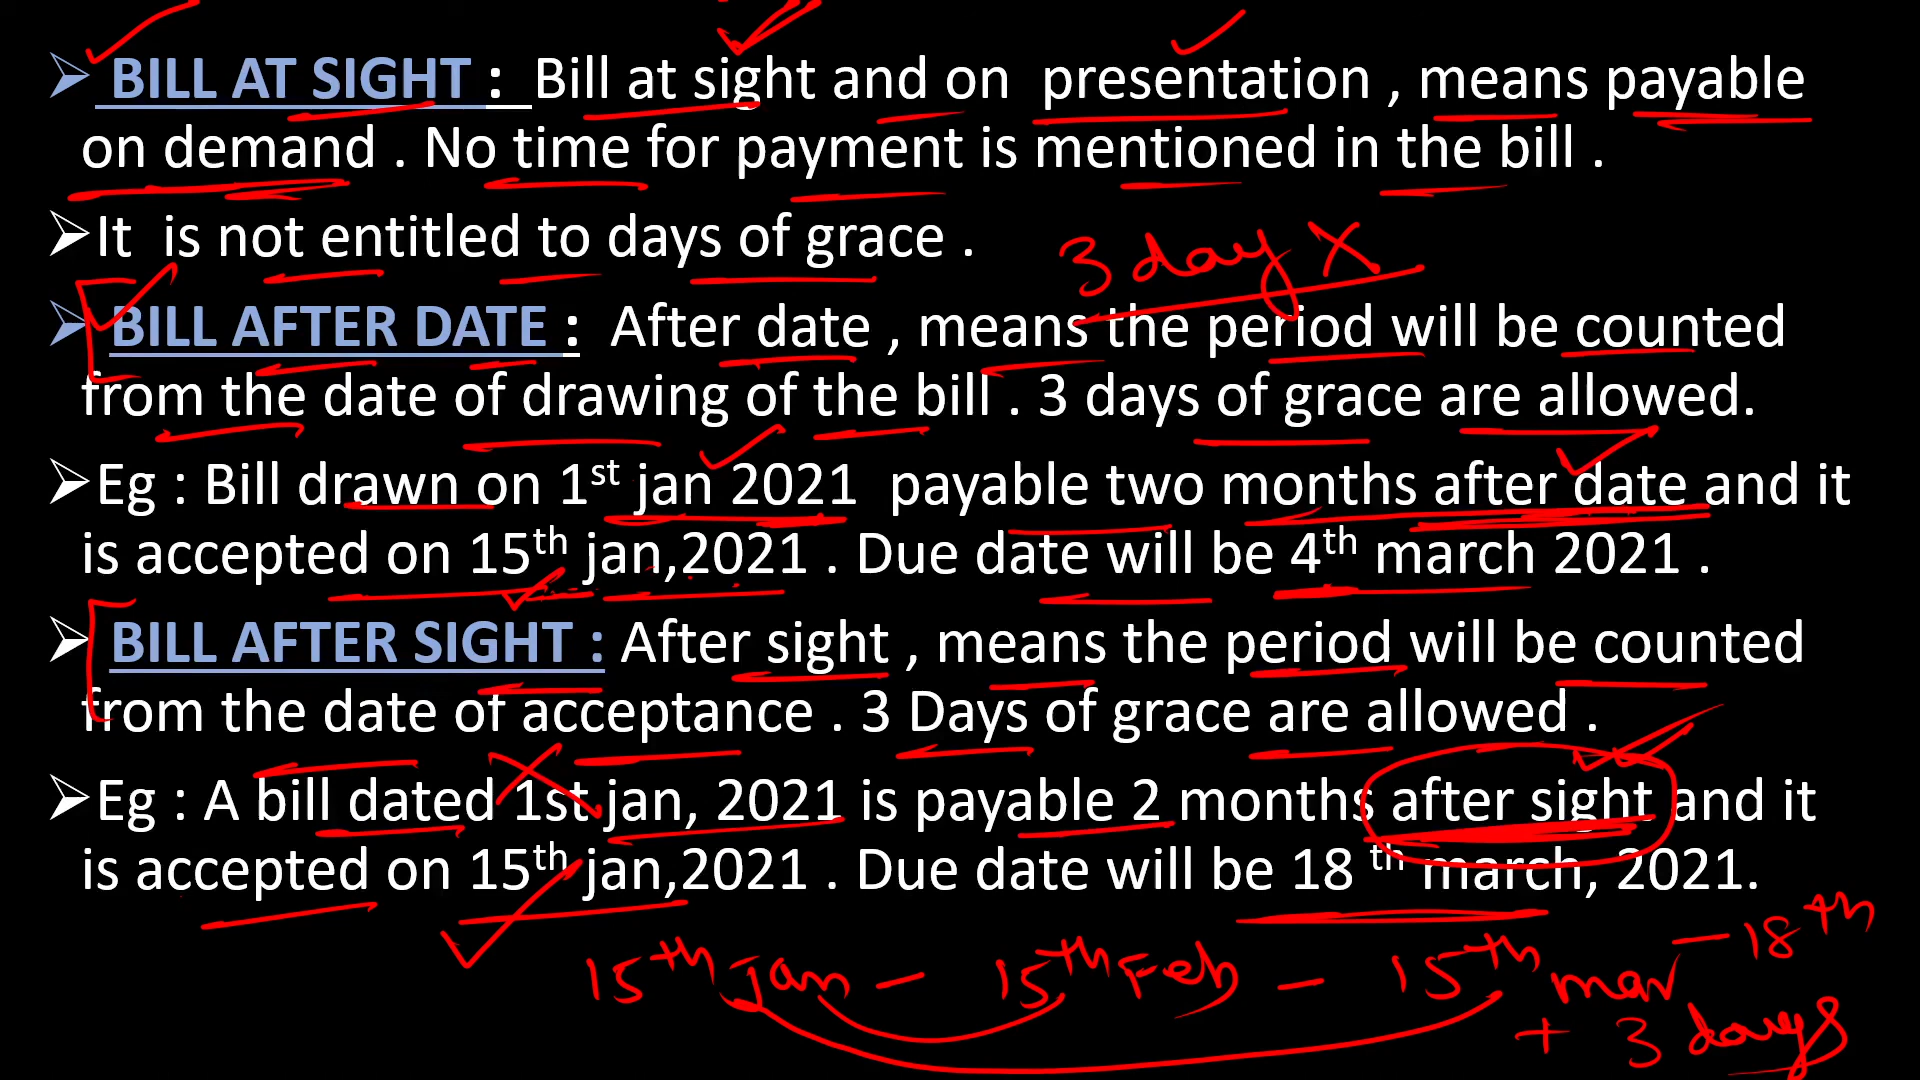 ➢ BILL AT SIGHT : Bill at sight and on presentation , means payable
on demand . No time for payment is mentioned in the bill .
➢It is not entitled to days of grace .
3 day X
➢ BILL AFTER DATE : After date , means the period will be counted
from the date of drawing of the bill . 3 days of grace are allowed.
➢Eg : Bill drawn on 1st jan 2021 payable two months after date and it
is accepted on 15th jan,2021 . Due date will be 4th march 2021 .
➢ BILL AFTER SIGHT : After sight , means the period will be counted
from the date of acceptance . 3 Days of grace are allowed .
➢Eg : A bill dated 1st jan, 2021 is payable 2 months after sight and it
is accepted on 15th jan,2021 . Due date will be 18 th march, 2021.
15th Jan – 15th Feb – 15th mar – 18th
+ 3 days